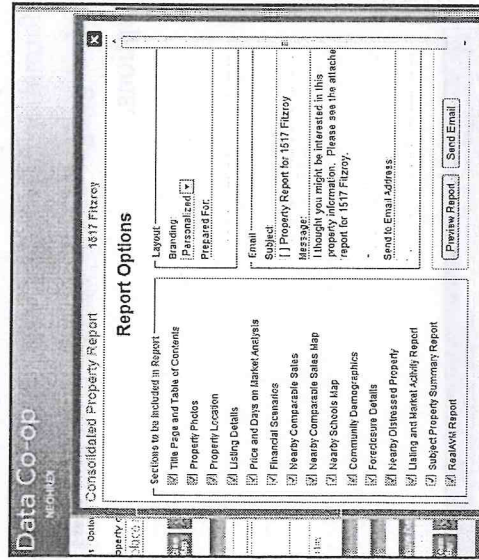 Data Co-op
NEOHREX
Consolidated Property Report
1517 Fitzroy
X
Report Options
Sections to be Included in Report
Title Page and Table of Contents
Property Photos
Property Location
Listing Details
Price and Days on Market Analysis
Financial Scenarios
Nearby Comparable Sales
Nearby Comparable Sales Map
Nearby Schools Map
Community Demographics
Foreclosure Details
Nearby Distressed Property
Listing and Market Activity Report
Subject Property Summary Report
RealAVM Report
Layout
Branding:
Personalized
Prepared For:
Email
Subject:
[ ] Property Report for 1517 Fitzroy
Message:
I thought you might be interested in this
property information. Please see the attache
report for 1517 Fitzroy.
Send to Email Address:
Preview Report
Send Email